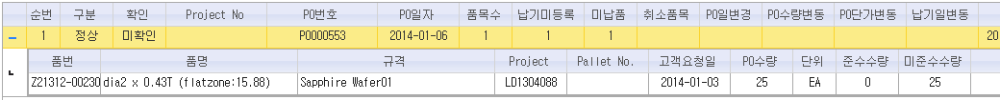 순번 구분 확인 Project No PO번호 PO일자 품목수 납기미등록 미납품 취소품목 PO일변경 PO수량변동 PO단가변동 납기일변동
1 정상 미확인 P0000553 2014-01-06 1 1 1 20
품번 품명 규격 Project Pallet No. 고객요청일 PO수량 단위 준수수량 미준수수량
Z21312-00230 dia2 x 0.43T (flatzone:15.88) Sapphire Wafer01 LD1304088 2014-01-03 25 EA 0 25